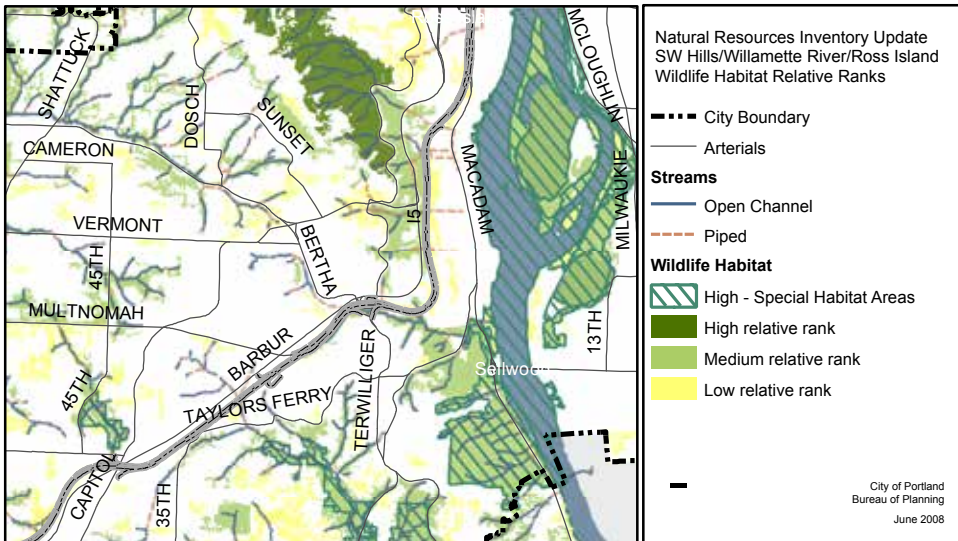 SHATTUCK
DOSCH
SUNSET
CAMERON
VERMONT
45TH
BERTHA
I5
MACADAM
MCLOUGHLIN
MILWAUKIE
13TH
MULTNOMAH
BARBUR
45TH
TAYLORS FERRY
TERWILLIGER
Sellwood
CAPITOL
35TH
Natural Resources Inventory Update
SW Hills/Willamette River/Ross Island
Wildlife Habitat Relative Ranks
City Boundary
Arterials
Streams
Open Channel
Piped
Wildlife Habitat
High - Special Habitat Areas
High relative rank
Medium relative rank
Low relative rank
City of Portland
Bureau of Planning
June 2008